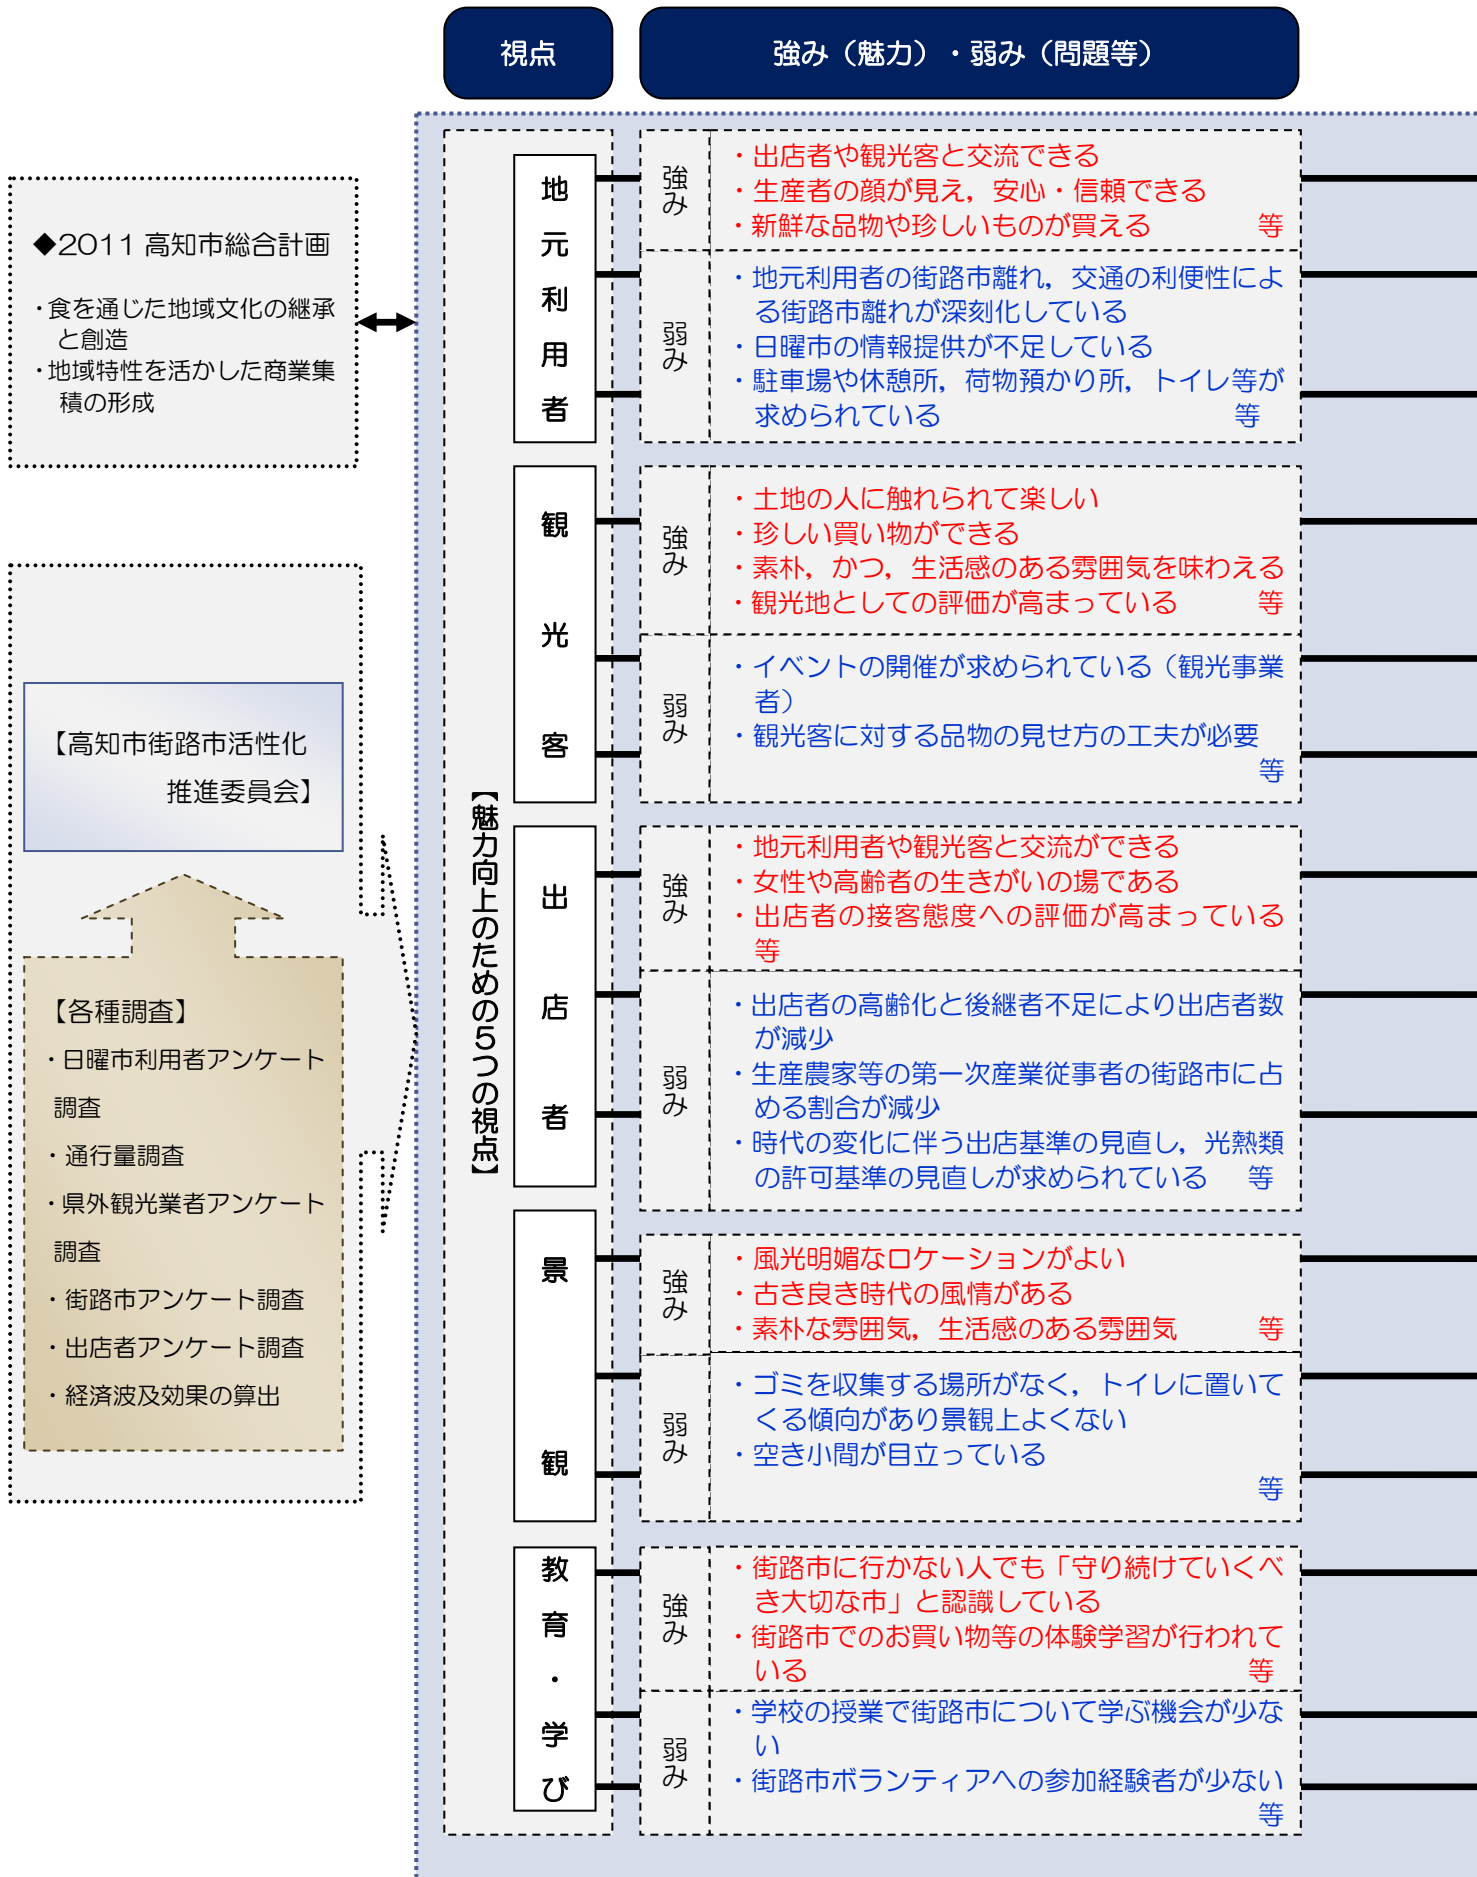 視点
強み（魅力）・弱み（問題等）
◆2011 高知市総合計画
・食を通じた地域文化の継承
と創造
・地域特性を活かした商業集
積の形成
【高知市街路市活性化
推進委員会】
【各種調査】
・日曜市利用者アンケート
調査
・通行量調査
・県外観光業者アンケート
調査
・街路市アンケート調査
・出店者アンケート調査
・経済波及効果の算出
【魅力向上のための５つの視点】
地元利用者
強み
・出店者や観光客と交流できる
・生産者の顔が見え，安心・信頼できる
・新鮮な品物や珍しいものが買える　等
弱み
・地元利用者の街路市離れ，交通の利便性によ
る街路市離れが深刻化している
・日曜市の情報提供が不足している
・駐車場や休憩所，荷物預かり所，トイレ等が
求められている　等
観光客
強み
・土地の人に触れられて楽しい
・珍しい買い物ができる
・素朴，かつ，生活感のある雰囲気を味わえる
・観光地としての評価が高まっている　等
弱み
・イベントの開催が求められている（観光事業
者）
・観光客に対する品物の見せ方の工夫が必要
等
出店者
強み
・地元利用者や観光客と交流ができる
・女性や高齢者の生きがいの場である
・出店者の接客態度への評価が高まっている
等
弱み
・出店者の高齢化と後継者不足により出店者数
が減少
・生産農家等の第一次産業従事者の街路市に占
める割合が減少
・時代の変化に伴う出店基準の見直し，光熱類
の許可基準の見直しが求められている　等
景観
強み
・風光明媚なロケーションがよい
・古き良き時代の風情がある
・素朴な雰囲気，生活感のある雰囲気　等
弱み
・ゴミを収集する場所がなく，トイレに置いて
くる傾向があり景観上よくない
・空き小間が目立っている
等
教育・学び
強み
・街路市に行かない人でも「守り続けていくべ
き大切な市」と認識している
・街路市でのお買い物等の体験学習が行われて
いる　等
弱み
・学校の授業で街路市について学ぶ機会が少な
い
・街路市ボランティアへの参加経験者が少ない
等